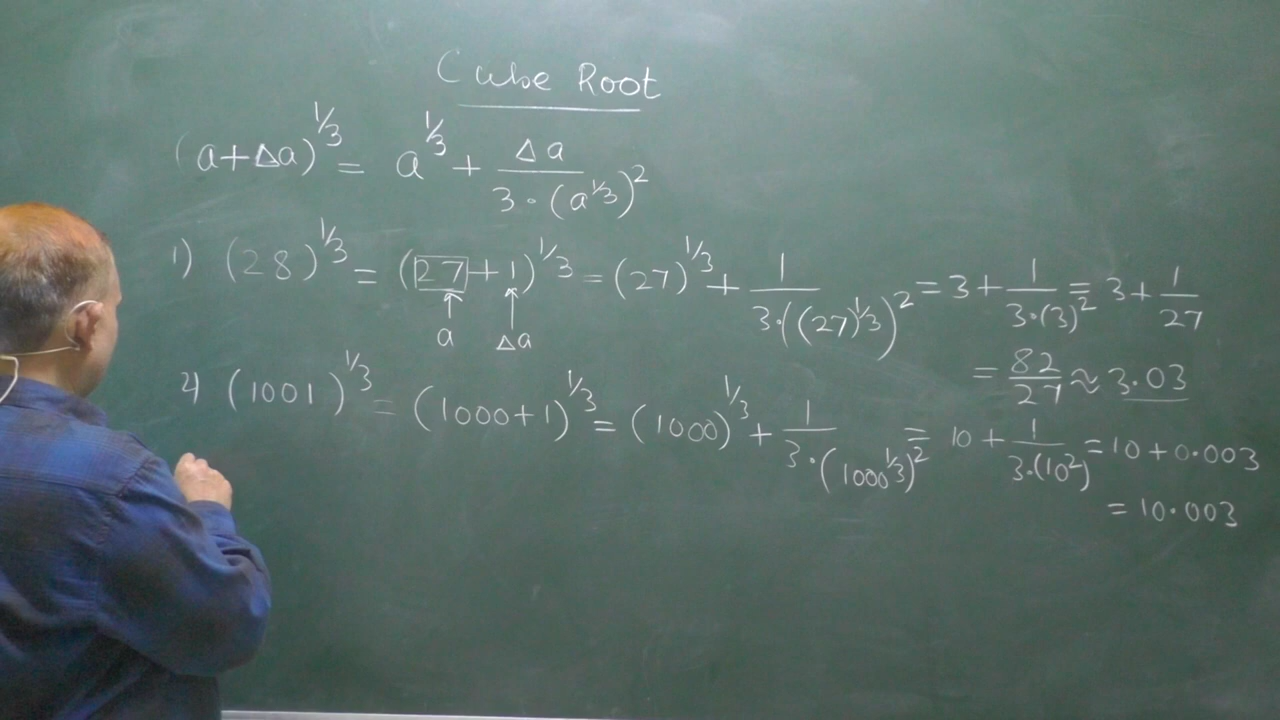 Cube Root
(a+Δa)^1/3 = a^1/3 + Δa / 3·(a^1/3)^2
1) (28)^1/3 = (27+1)^1/3 = (27)^1/3 + 1 / 3·((27)^1/3)^2 = 3 + 1 / 3·(3)^2 = 3 + 1/27
a Δa
= 82/27 ≈ 3.03
2) (1001)^1/3 = (1000+1)^1/3 = (1000)^1/3 + 1 / 3·(1000^1/3)^2 = 10 + 1 / 3·(10^2) = 10 + 0.003
= 10.003